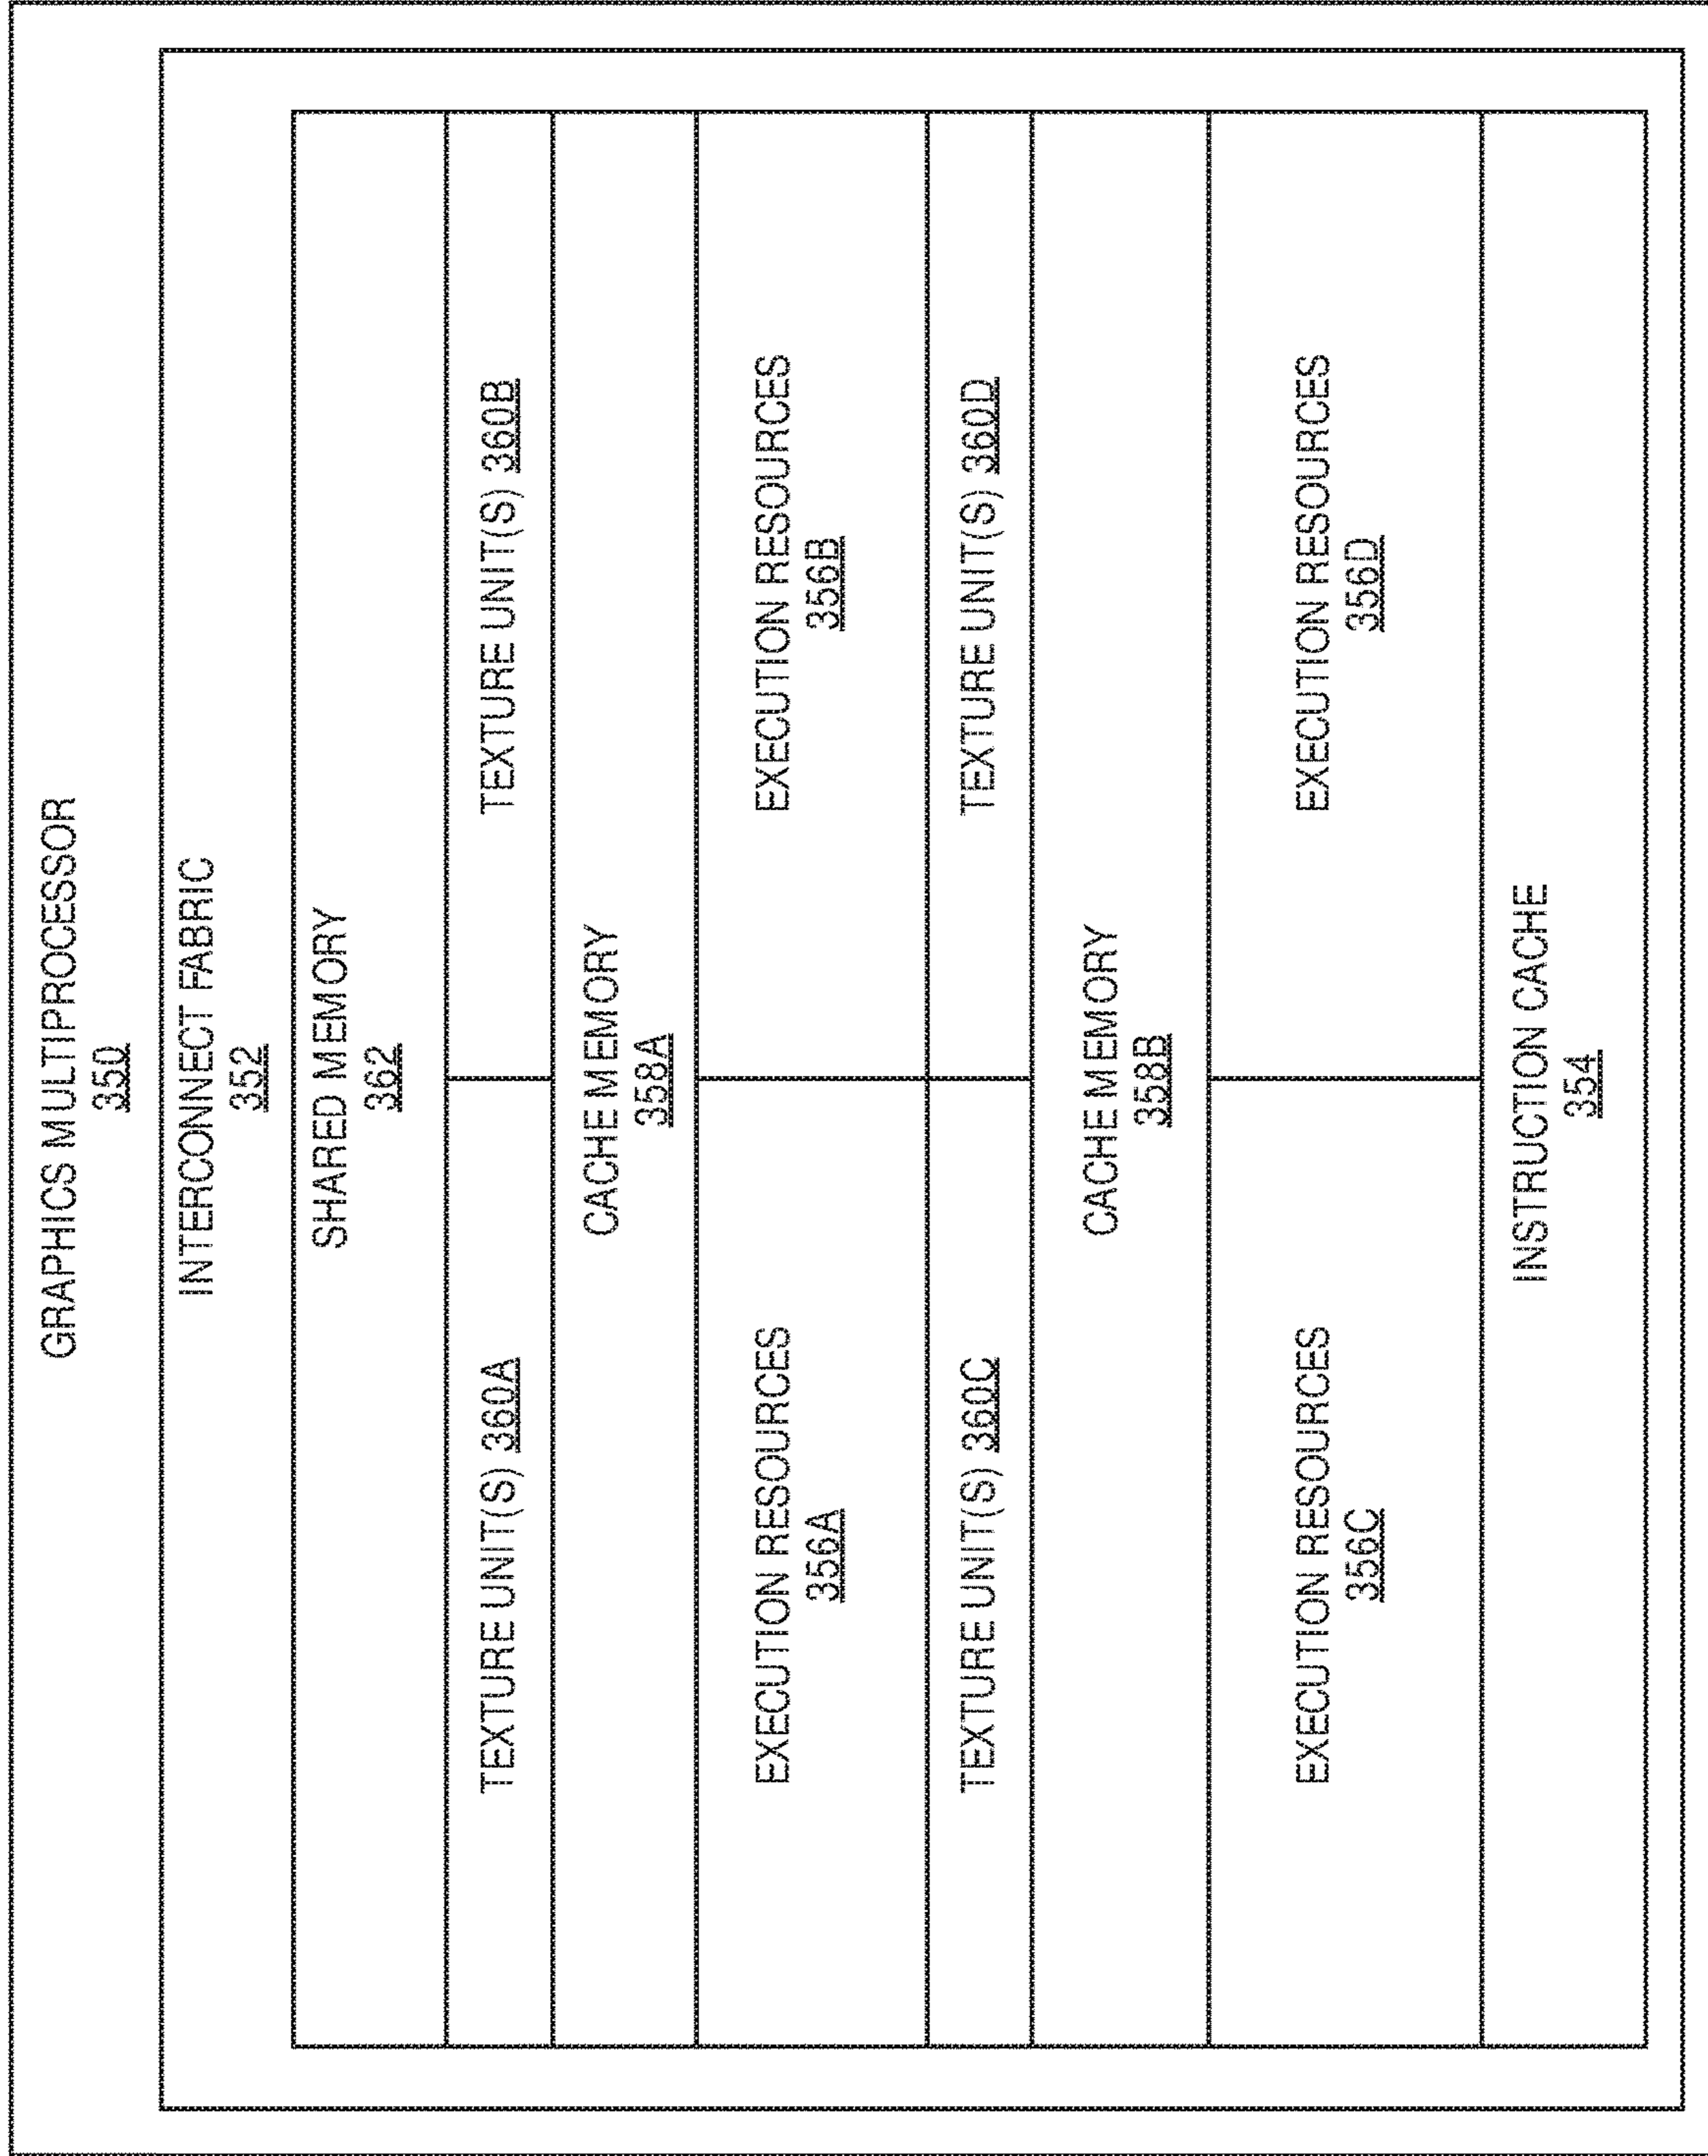 GRAPHICS MULTIPROCESSOR
350
INTERCONNECT FABRIC
352
SHARED MEMORY
362
TEXTURE UNIT(S) 360A
TEXTURE UNIT(S) 360B
CACHE MEMORY
358A
EXECUTION RESOURCES
356A
EXECUTION RESOURCES
356B
TEXTURE UNIT(S) 360C
TEXTURE UNIT(S) 360D
CACHE MEMORY
358B
EXECUTION RESOURCES
356C
EXECUTION RESOURCES
356D
INSTRUCTION CACHE
354